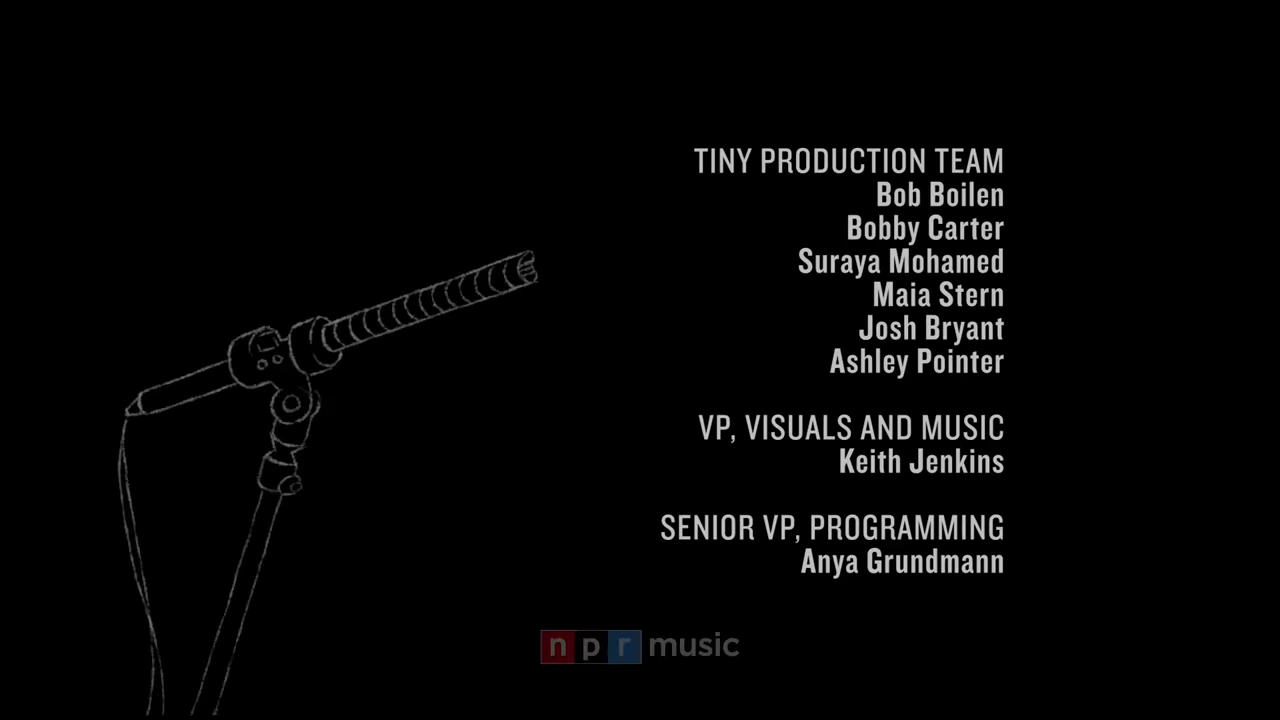 TINY PRODUCTION TEAM
Bob Boilen
Bobby Carter
Suraya Mohamed
Maia Stern
Josh Bryant
Ashley Pointer
VP, VISUALS AND MUSIC
Keith Jenkins
SENIOR VP, PROGRAMMING
Anya Grundmann
npr music